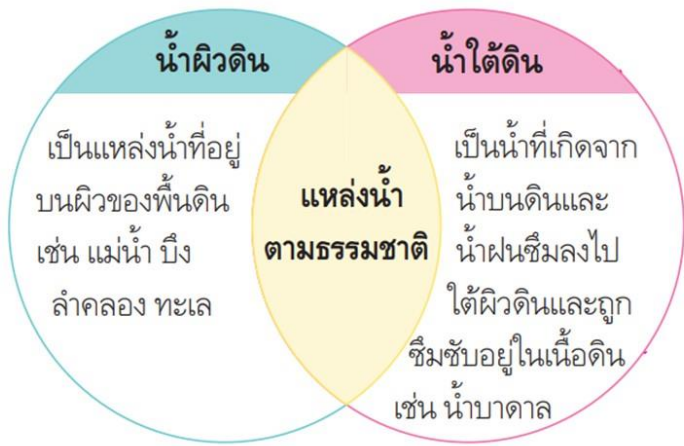 น้ำผิวดิน
เป็นแหล่งน้ำที่อยู่
บนผิวของพื้นดิน
เช่น แม่น้ำ บึง
ลำคลอง ทะเล
แหล่งน้ำ
ตามธรรมชาติ
น้ำใต้ดิน
เป็นน้ำที่เกิดจาก
น้ำบนดินและ
น้ำฝนซึมลงไป
ใต้ผิวดินและถูก
ซึมซับอยู่ในเนื้อดิน
เช่น น้ำบาดาล